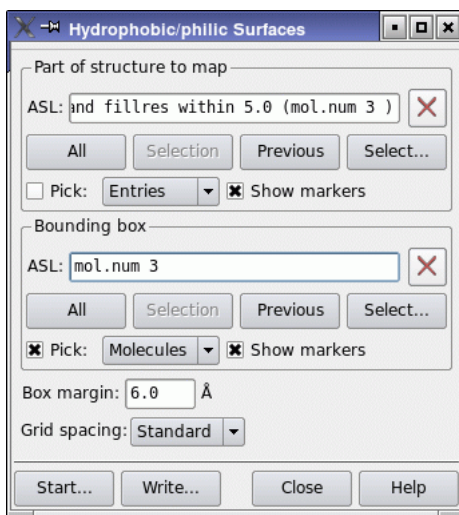 Hydrophobic/philic Surfaces
Part of structure to map
ASL: and fillres within 5.0 (mol.num 3 )
All Selection Previous Select...
Pick: Entries Show markers
Bounding box
ASL: mol.num 3
All Selection Previous Select...
Pick: Molecules Show markers
Box margin: 6.0 Å
Grid spacing: Standard
Start... Write... Close Help